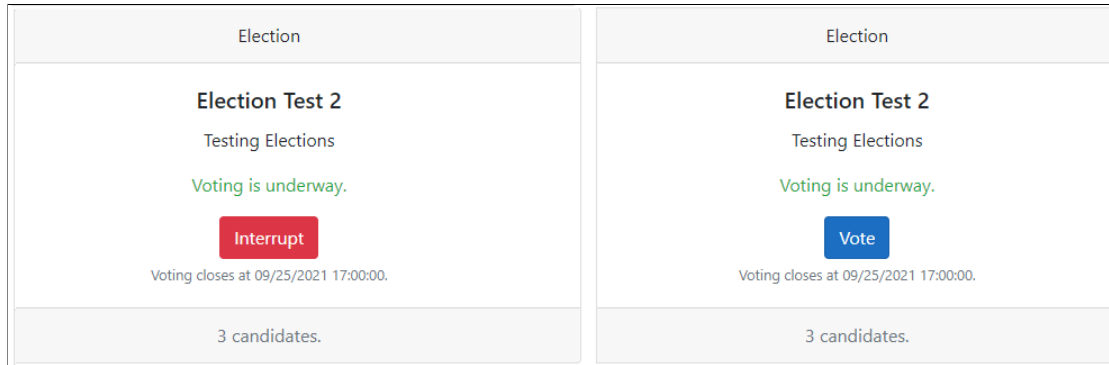 Election
Election Test 2
Testing Elections
Voting is underway.
Interrupt
Voting closes at 09/25/2021 17:00:00.
3 candidates.
Election
Election Test 2
Testing Elections
Voting is underway.
Vote
Voting closes at 09/25/2021 17:00:00.
3 candidates.